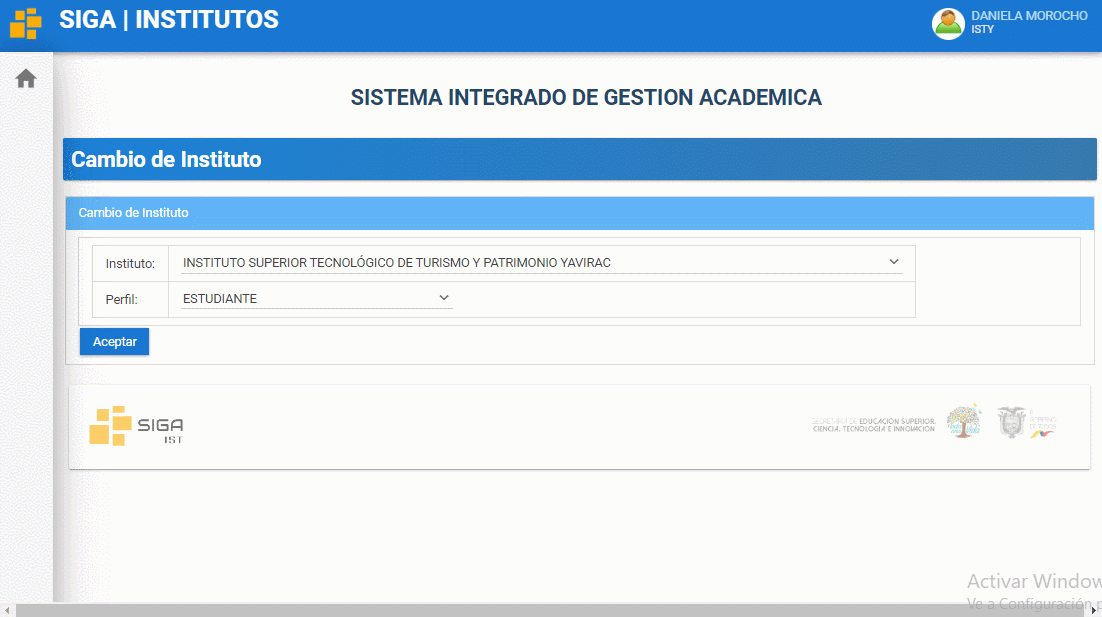 SIGA | INSTITUTOS
DANIELA MOROCHO
ISTY
SISTEMA INTEGRADO DE GESTION ACADEMICA
Cambio de Instituto
Cambio de Instituto
Instituto: INSTITUTO SUPERIOR TECNOLÓGICO DE TURISMO Y PATRIMONIO YAVIRAC
Perfil: ESTUDIANTE
Aceptar
SIGA
IST
SECRETARÍA DE EDUCACIÓN SUPERIOR,
CIENCIA, TECNOLOGÍA E INNOVACIÓN
Activar Window
Ve a Configuración p